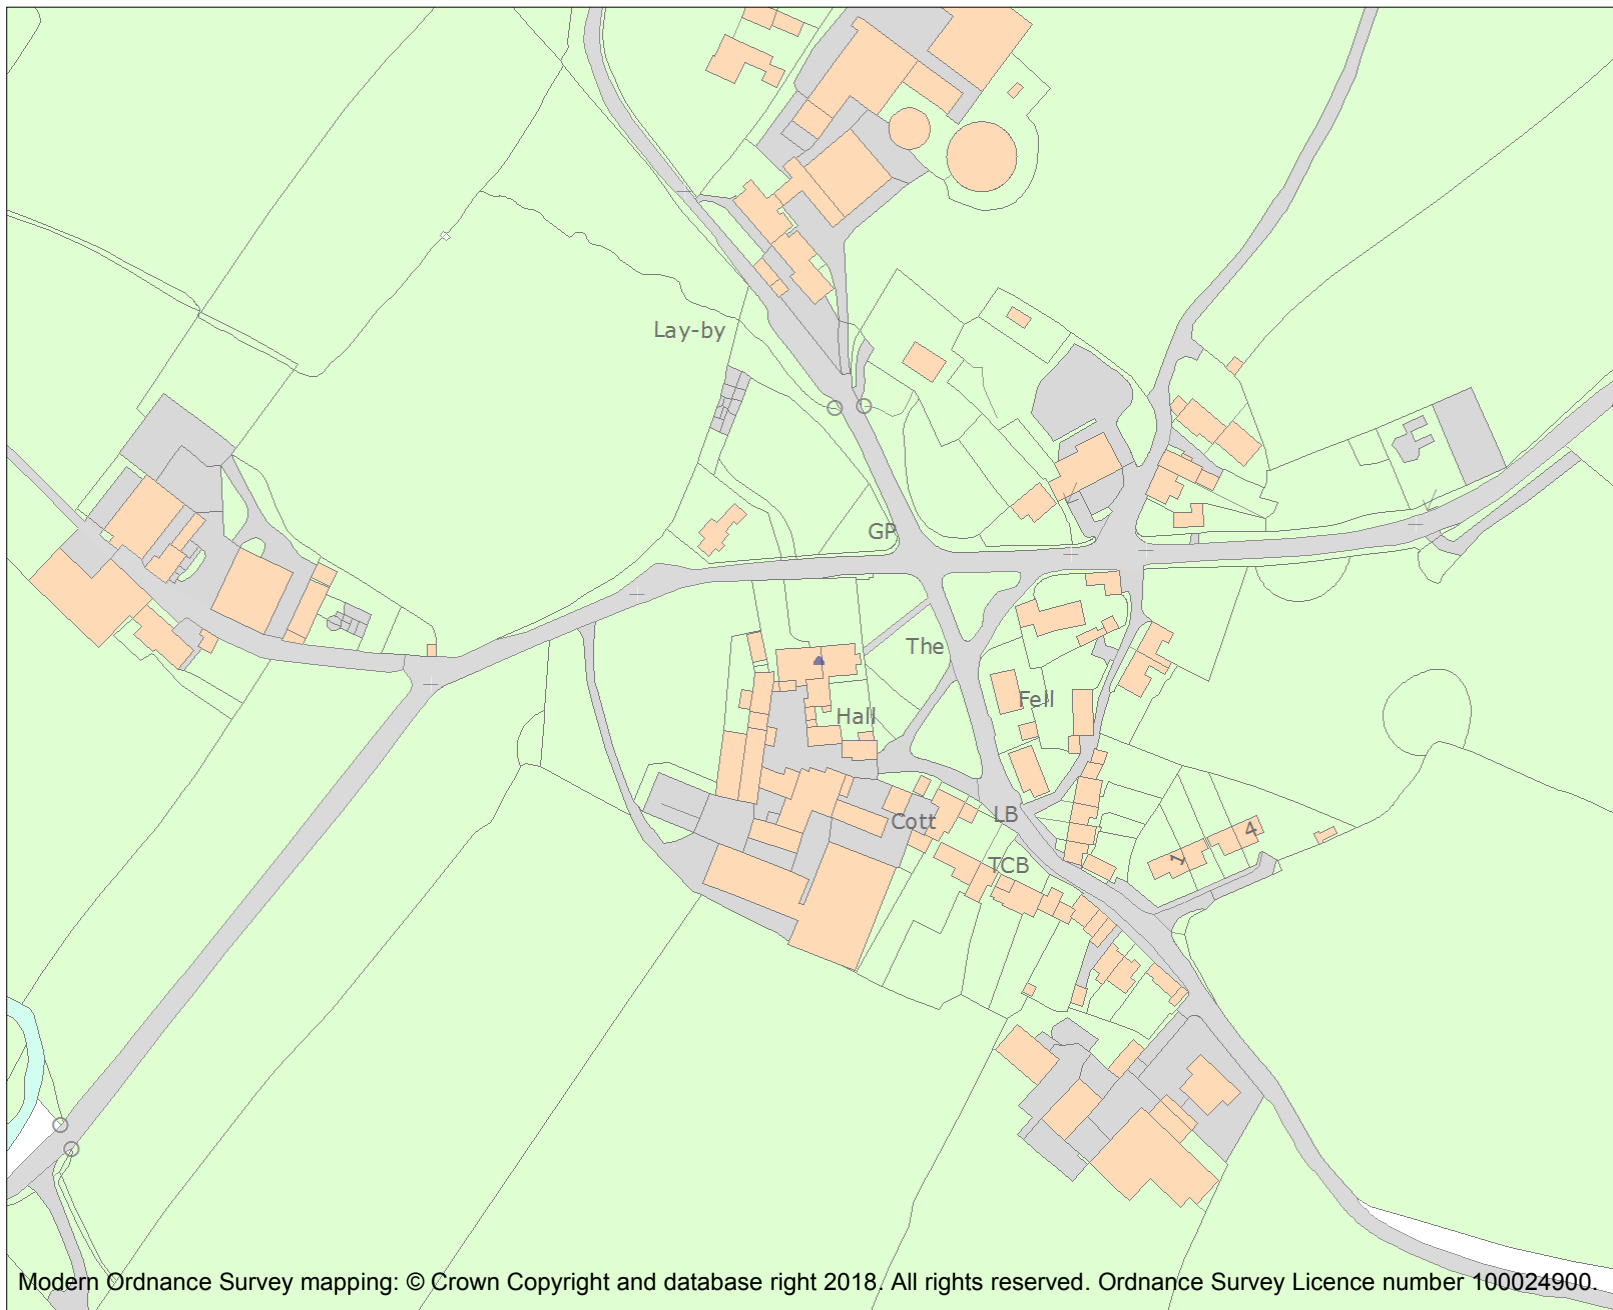 Lay-by
GP
The
Fell
Hall
LB
Cott
4
1
TCB
Modern Ordnance Survey mapping: © Crown Copyright and database right 2018. All rights reserved. Ordnance Survey Licence number 100024900.